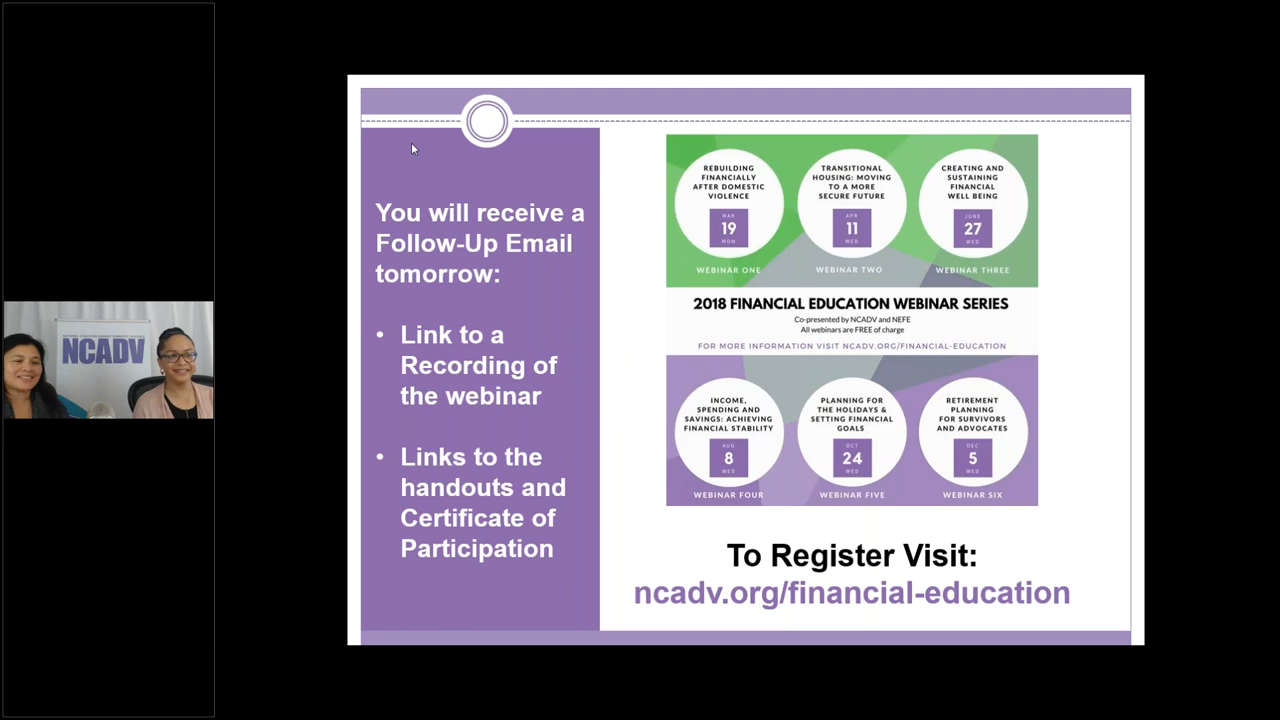 NCADV
You will receive a
Follow-Up Email
tomorrow:
• Link to a
Recording of
the webinar
• Links to the
handouts and
Certificate of
Participation
REBUILDING
FINANCIALLY
AFTER DOMESTIC
VIOLENCE
MAR
19
MON
WEBINAR ONE
TRANSITIONAL
HOUSING: MOVING
TO A MORE
SECURE FUTURE
APR
11
WED
WEBINAR TWO
CREATING AND
SUSTAINING
FINANCIAL
WELL BEING
JUNE
27
WED
WEBINAR THREE
2018 FINANCIAL EDUCATION WEBINAR SERIES
Co-presented by NCADV and NEFE
All webinars are FREE of charge
FOR MORE INFORMATION VISIT NCADV.ORG/FINANCIAL-EDUCATION
INCOME,
SPENDING AND
SAVINGS: ACHIEVING
FINANCIAL STABILITY
AUG
8
WED
WEBINAR FOUR
PLANNING FOR
THE HOLIDAYS &
SETTING FINANCIAL
GOALS
OCT
24
WED
WEBINAR FIVE
RETIREMENT
PLANNING
FOR SURVIVORS
AND ADVOCATES
DEC
5
WED
WEBINAR SIX
To Register Visit:
ncadv.org/financial-education